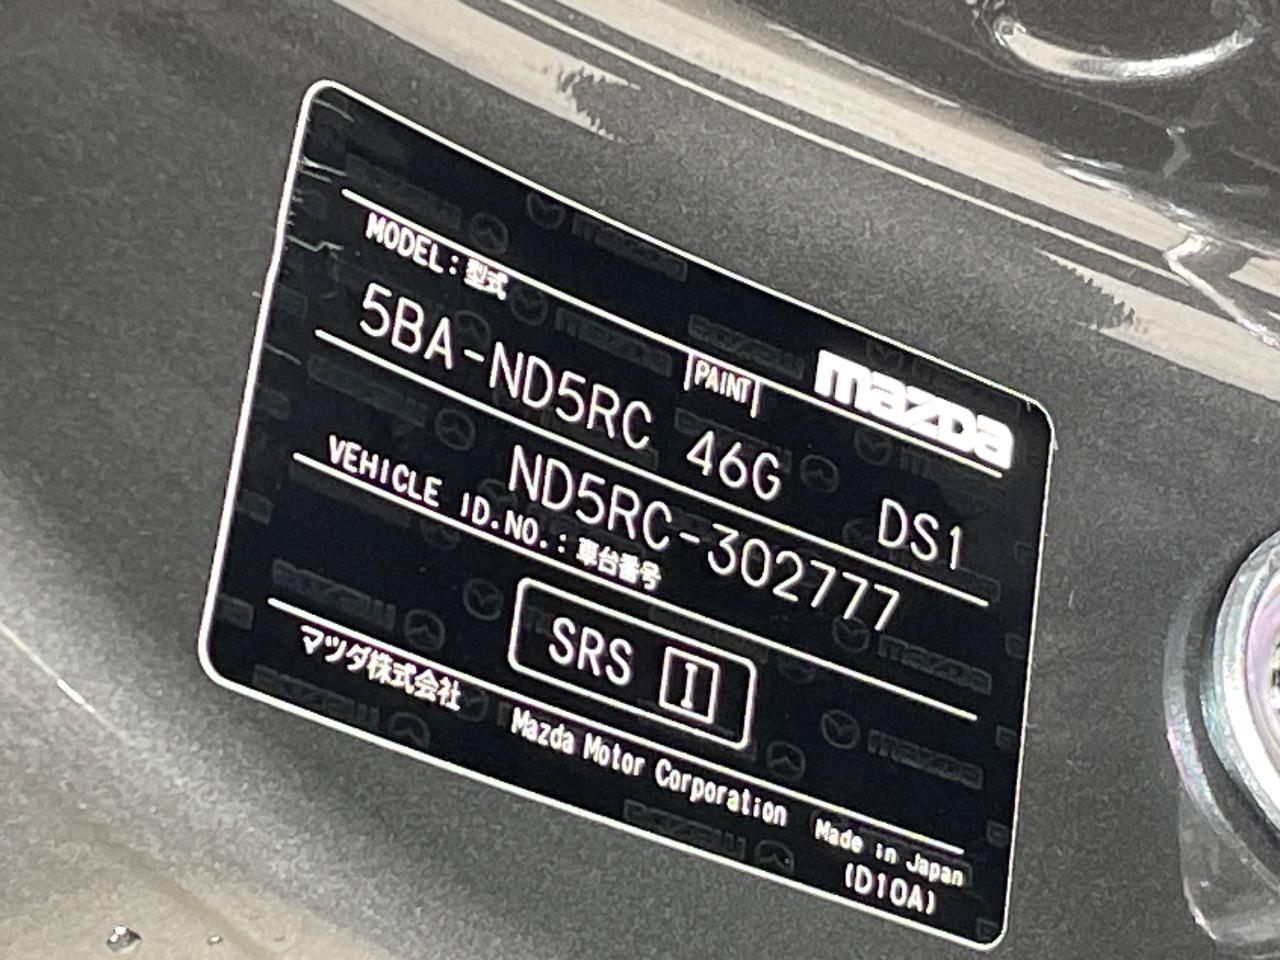 mazda
MODEL：型式
PAINT
5BA-ND5RC 46G DS1
ND5RC-302777
VEHICLE ID.NO.：車台番号
SRS I
マツダ株式会社 Mazda Motor Corporation Made in Japan
(D10A)